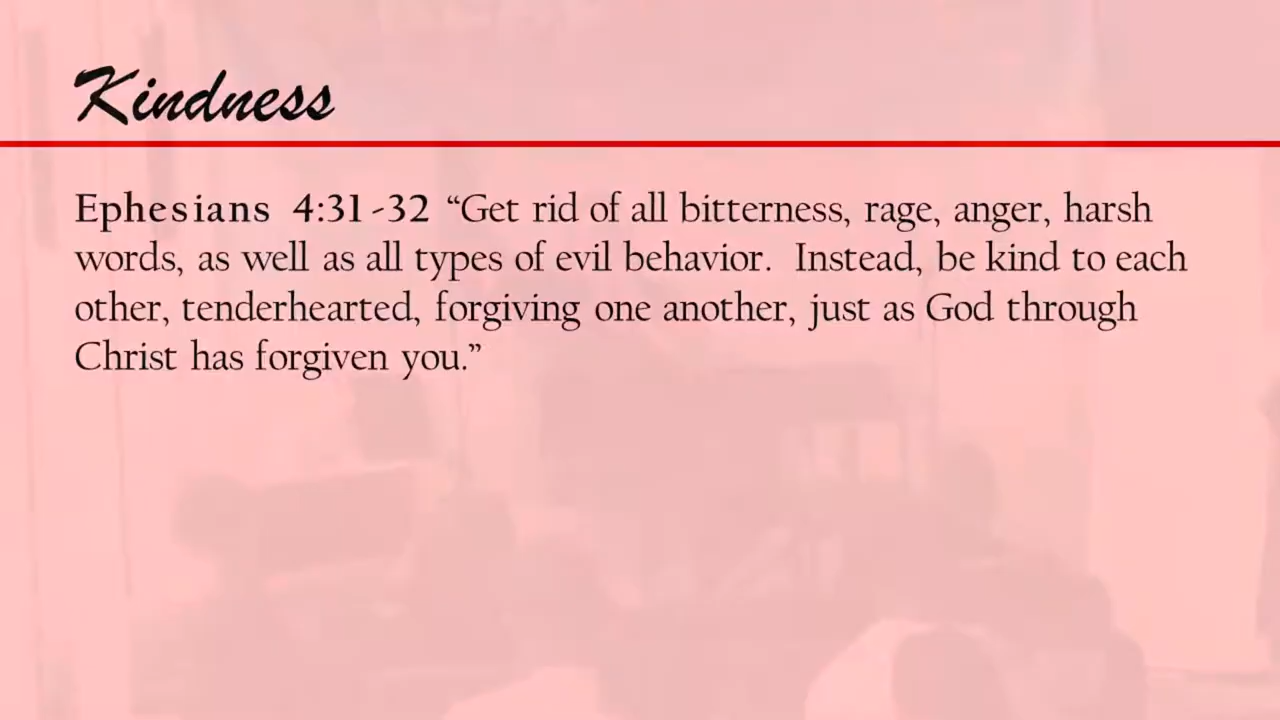 Kindness
Ephesians 4:31-32 “Get rid of all bitterness, rage, anger, harsh
words, as well as all types of evil behavior.  Instead, be kind to each
other, tenderhearted, forgiving one another, just as God through
Christ has forgiven you.”